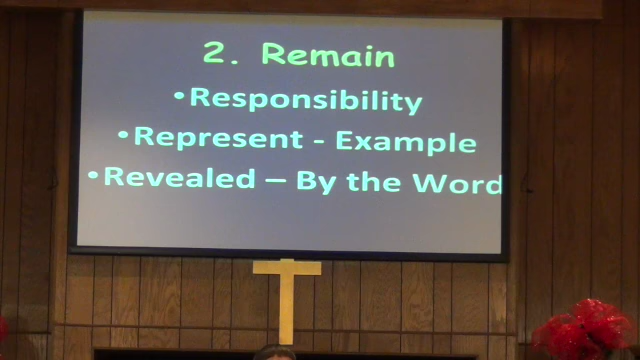 2. Remain
•Responsibility
•Represent - Example
•Revealed – By the Word